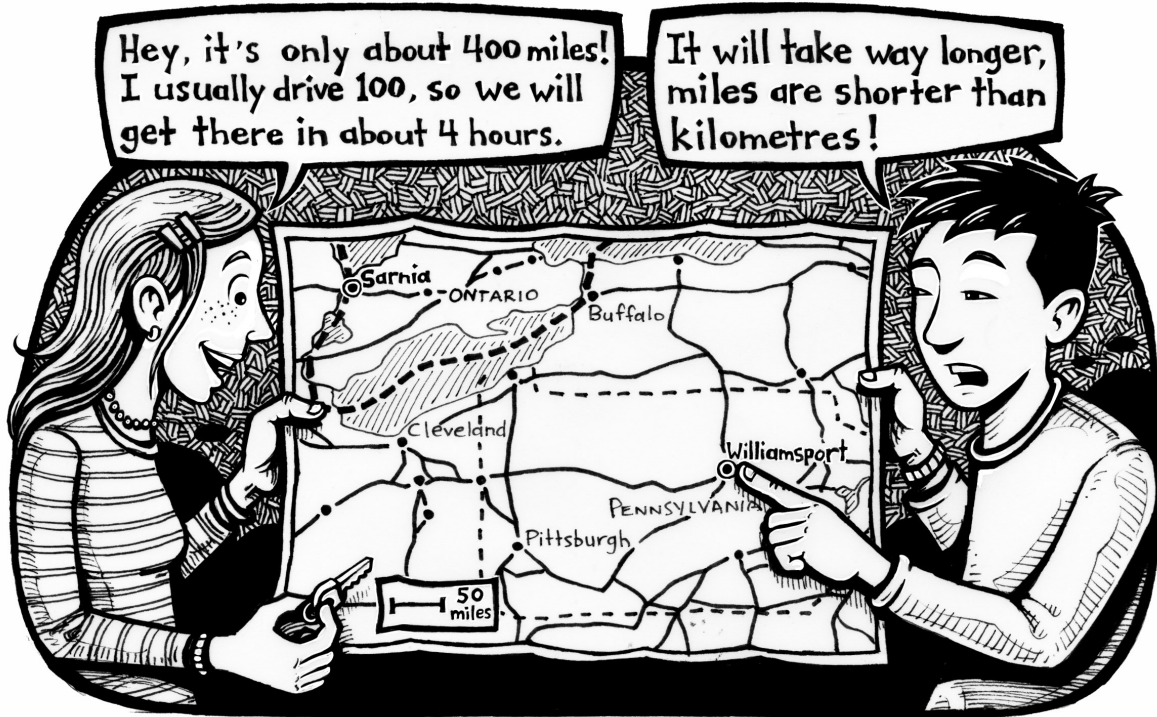 Hey, it's only about 400 miles!
I usually drive 100, so we will
get there in about 4 hours.
It will take way longer,
miles are shorter than
kilometres!
Sarnia
ONTARIO
Buffalo
Cleveland
Williamsport
PENNSYLVANIA
Pittsburgh
50
miles